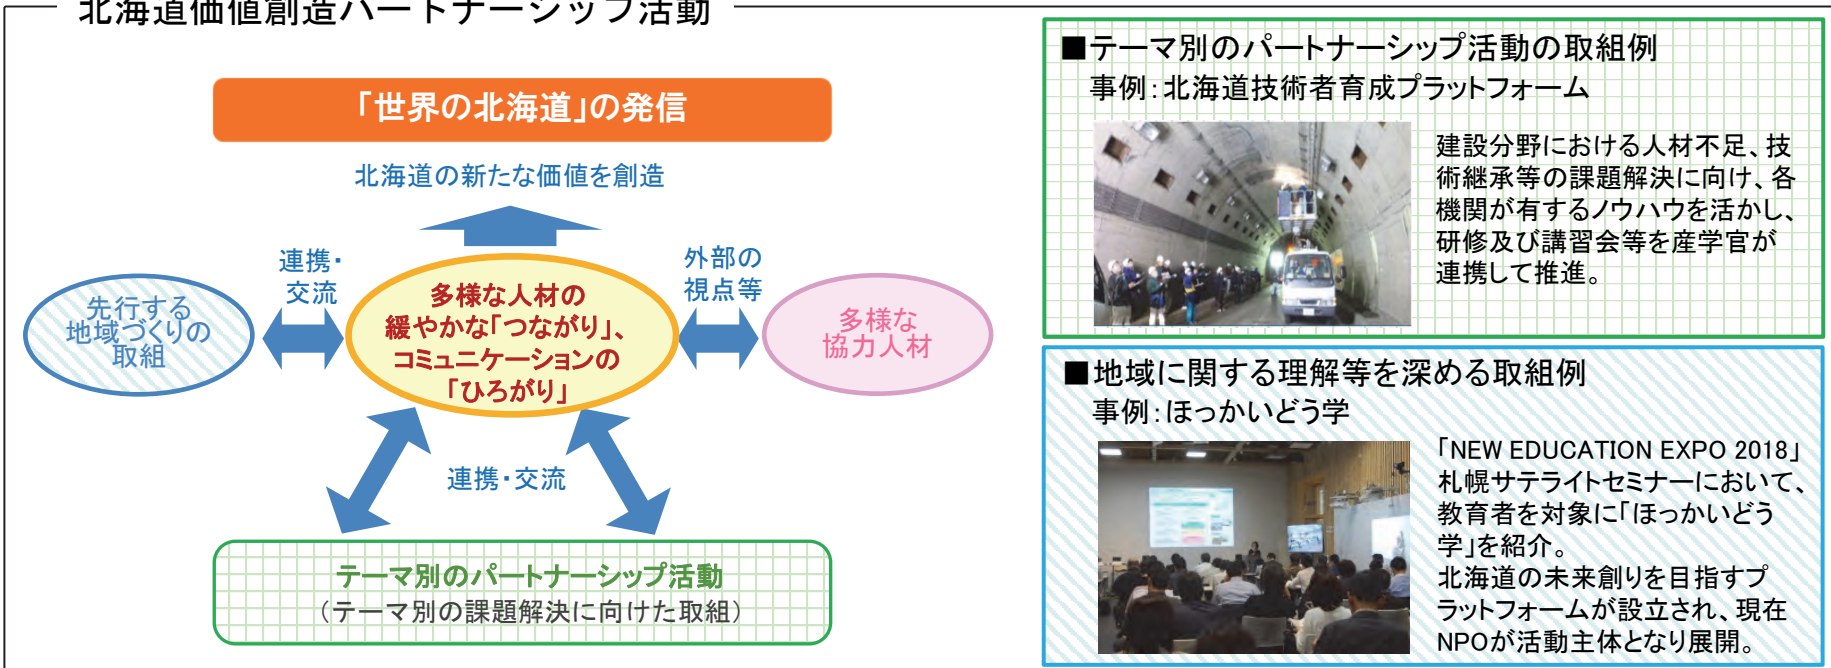 北海道価値創造パートナーシップ活動
「世界の北海道」の発信
北海道の新たな価値を創造
連携・
交流
外部の
視点等
先行する
地域づくりの
取組
多様な人材の
緩やかな「つながり」、
コミュニケーションの
「ひろがり」
多様な
協力人材
連携・交流
テーマ別のパートナーシップ活動
（テーマ別の課題解決に向けた取組）
■テーマ別のパートナーシップ活動の取組例
事例：北海道技術者育成プラットフォーム
建設分野における人材不足、技
術継承等の課題解決に向け、各
機関が有するノウハウを活かし、
研修及び講習会等を産学官が
連携して推進。
■地域に関する理解等を深める取組例
事例：ほっかいどう学
「NEW EDUCATION EXPO 2018」
札幌サテライトセミナーにおいて、
教育者を対象に「ほっかいどう
学」を紹介。
北海道の未来創りを目指すプ
ラットフォームが設立され、現在
NPOが活動主体となり展開。